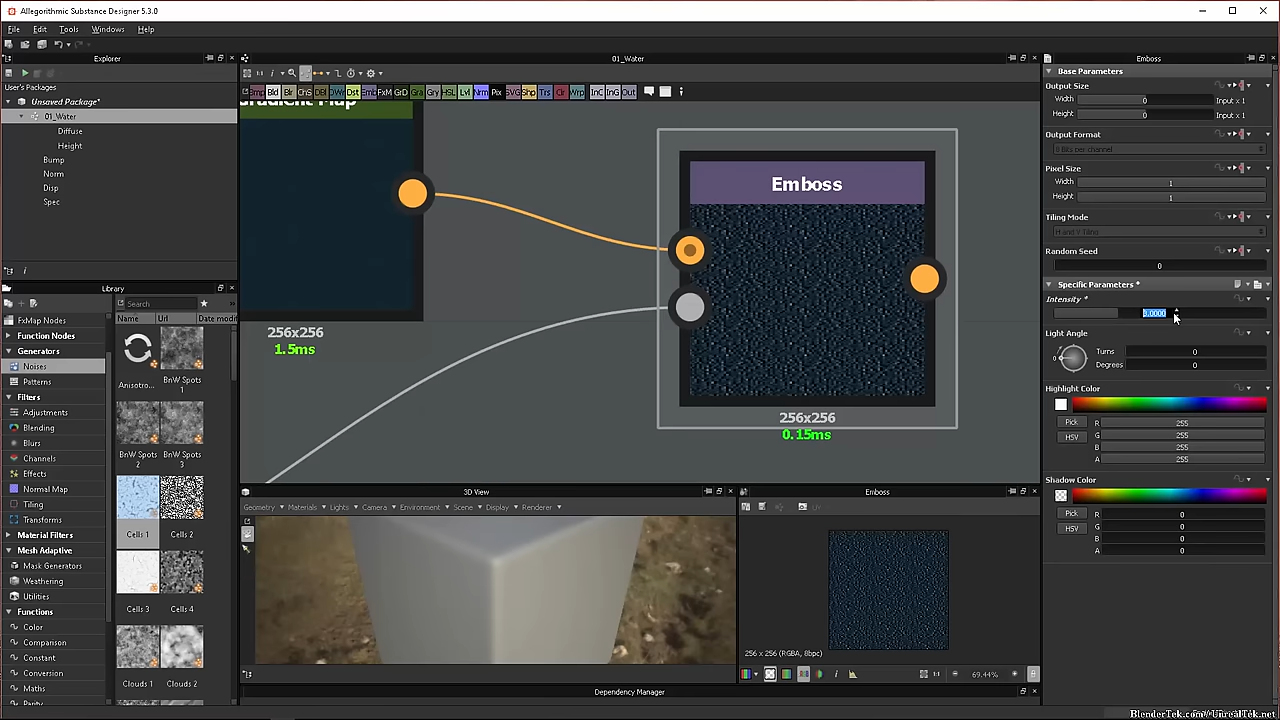 Allegorithmic Substance Designer 5.3.0
File Edit Tools Windows Help
Explorer
01_Water
Emboss
User's Packages
Unsaved Package*
01_Water
Diffuse
Height
Bump
Norm
Disp
Spec
Library
Search
Name Url Date modif
FxMap Nodes
Function Nodes
Generators
Noises
Patterns
Filters
Adjustments
Blending
Blurs
Channels
Effects
Normal Map
Tiling
Transforms
Material Filters
Mesh Adaptive
Mask Generators
Weathering
Utilities
Functions
Color
Comparison
Constant
Conversion
Maths
Anisotro...
BnW Spots 1
BnW Spots 2
BnW Spots 3
Cells 1
Cells 2
Cells 3
Cells 4
Clouds 1
Clouds 2
Bld
FxM
Nrm
Pix
Trs
InC
InG
Out
Gradient Map
256x256
1.5ms
Emboss
256x256
0.15ms
3D View
Geometry Materials Lights Camera Environment Scene Display Renderer
Emboss
256 x 256 (RGBA, 8bpc)
69.44%
Dependency Manager
Base Parameters
Output Size
Width 0 Input x 1
Height 0 Input x 1
Output Format
8 Bits per channel
Pixel Size
Width 1
Height 1
Tiling Mode
H and V Tiling
Random Seed
0
Specific Parameters *
Intensity *
Light Angle
Turns 0
Degrees 0
Highlight Color
Pick
HSV
R 255
G 255
B 255
A 255
Shadow Color
Pick
HSV
R 0
G 0
B 0
A 0
BlenderTek.com//UnrealTek.net